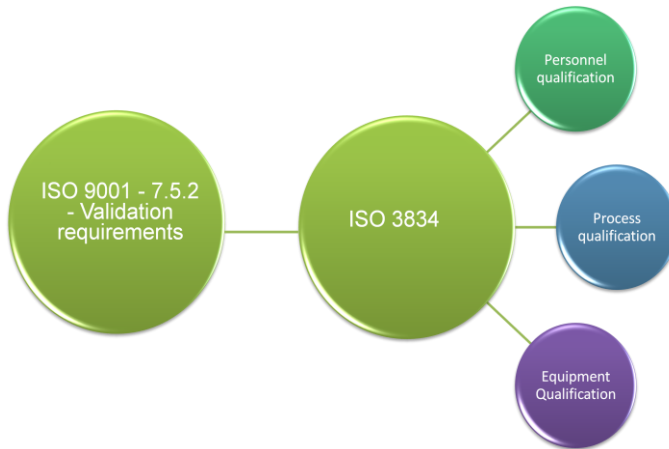 ISO 9001 - 7.5.2
- Validation
requirements
ISO 3834
Personnel
qualification
Process
qualification
Equipment
Qualification